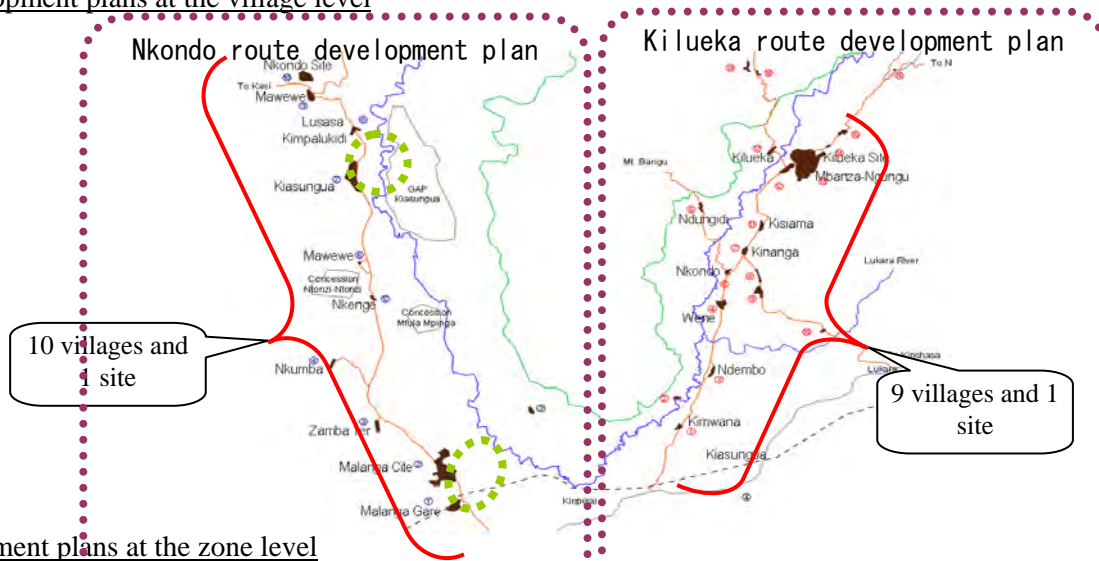 opment plans at the village level
Nkondo route development plan
Kilueka route development plan
Nkondo Site
To Kasi
Mawewe
Lusasa
Kimpalukidi
Kiasungua
GAP
Kiasungua
Mawewe
Concession
Ntonzi-Ntonzi
Nkenge
Concession
Mfula Mpinga
10 villages and
1 site
Nkumba
Zamba Ter
Malanga Cite
Malanga Gare
To N
Kilueka
Kilueka Site
Mbanza-Ndungu
Mt. Bangu
Ndungidi
Kisiama
Kinanga
Lukara River
Nkondo
Wene
Kinshasa
Lukara
Ndembo
9 villages and 1
site
Kimwana
Kiasungua
ment plans at the zone level